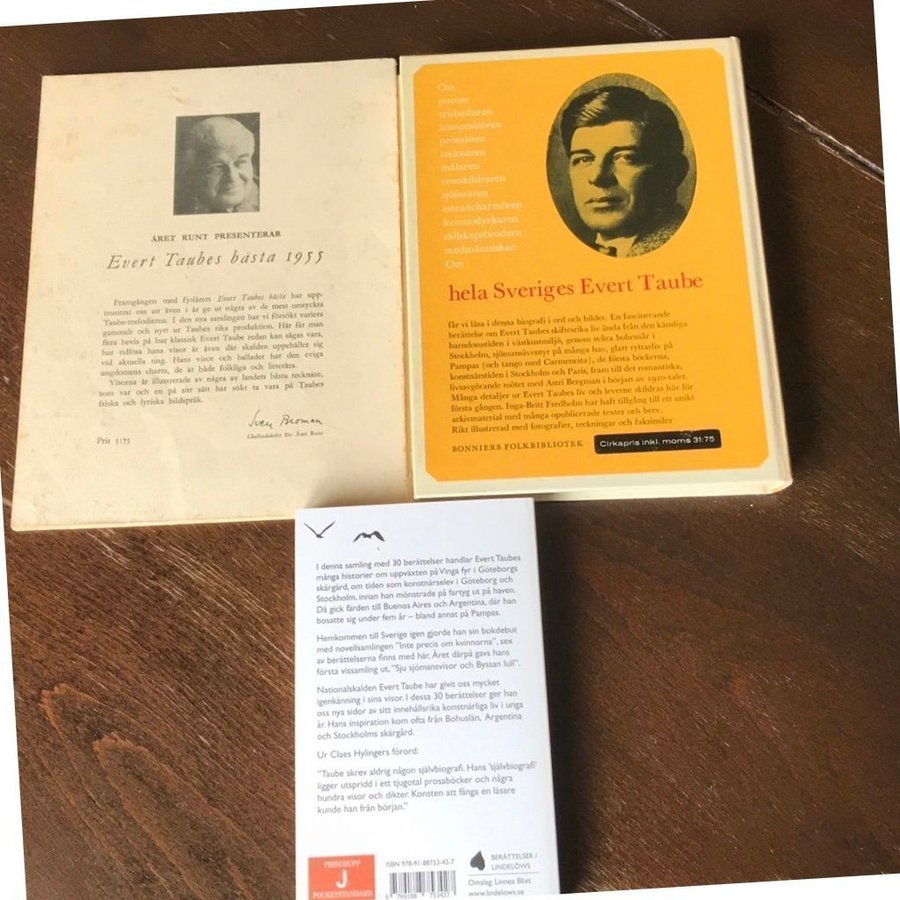 ÅRET RUNT PRESENTERAR
Evert Taubes bästa 1955
Framgången med fjolårets Evert Taubes bästa har upp-
muntrat oss att även i år ge ut några av de mest omtyckta
Taube-melodierna. I den nya samlingen har vi försökt variera
gammalt och nytt ur Taubes rika produktion. Här får man
flera bevis på hur klassisk Evert Taube redan kan sägas vara,
har tidlösa hans visor är även där skalden uppehåller sig
vid aktuella ting. Hans visor och ballader har den eviga
ungdomens charm, de är både folkliga och litterära.
Visorna är illustrerade av några av landets bästa tecknare,
som var och en på sitt sätt har sökt ta vara på Taubes
friska och lyriska bildspråk.
Sven Broman
Chefredaktör för Året Runt
Pris 5:75
Om
poeten
trubaduren
kompositören
prosaisten
tecknaren
målaren
reseskildraren
sjöfararen
estradcharmören
kvinnodyrkaren
sällskapsbrodern
medmänniskan
Om
hela Sveriges Evert Taube
får vi läsa i denna biografi i ord och bilder. En fascinerande
berättelse om Evert Taubes skiftesrika liv ända från den känsliga
barndomstiden i västkustmiljö, genom svåra bohemår i
Stockholm, sjömansäventyr på många hav, glatt ryttarliv på
Pampas (och tango med Carmencita), de första böckerna,
konstnärstiden i Stockholm och Paris, fram till det romantiska,
livsavgörande mötet med Astri Bergman i början av 1920-talet.
Många detaljer ur Evert Taubes liv och leverne skildras här för
första gången. Inga-Britt Fredholm har haft tillgång till ett unikt
arkivmaterial med många opublicerade texter och brev.
Rikt illustrerad med fotografier, teckningar och faksimiler
BONNIERS FOLKBIBLIOTEK
Cirkapris inkl. moms 31:75
I denna samling med 30 berättelser handlar Evert Taubes
många historier om uppväxten på Vinga fyr i Göteborgs
skärgård, om tiden som konstnärselev i Göteborg och
Stockholm, innan han mönstrade på fartyg ut på haven.
Då gick färden till Buenos Aires och Argentina, där han
bosatte sig under fem år – bland annat på Pampas.
Hemkommen till Sverige igen gjorde han sin bokdebut
med novellsamlingen "Inte precis om kvinnorna", sex
av berättelserna finns med här. Året därpå gavs hans
första vissamling ut, "Sju sjömansvisor och Byssan lull".
Nationalskalden Evert Taube har givit oss mycket
igenkänning i sina visor. I dessa 30 berättelser ger han
oss nya sidor av sitt innehållsrika konstnärliga liv i unga
år. Hans inspiration kom ofta från Bohuslän, Argentina
och Stockholms skärgård.
Ur Claes Hylingers förord:
"Taube skrev aldrig någon självbiografi. Hans 'självbiografi'
ligger utspridd i ett tjugotal prosaböcker och några
hundra visor och dikter. Konsten att fånga en läsare
kunde han från början."
PRISGRUPP
J
POCKETSTANDARD
ISBN 978-91-88753-42-7
9 789188 753427
BERÄTTELSER I
LINDELÖWS
Omslag: Linnea Blixt
www.lindelows.se